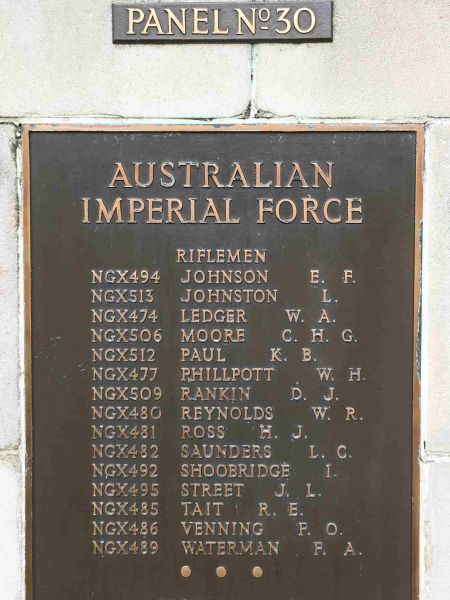 PANEL Nº 30
AUSTRALIAN
IMPERIAL FORCE
RIFLEMEN
NGX494 JOHNSON E. F.
NGX513 JOHNSTON L.
NGX474 LEDGER W. A.
NGX506 MOORE C. H. G.
NGX512 PAUL K. B.
NGX477 PHILLPOTT W. H.
NGX509 RANKIN D. J.
NGX480 REYNOLDS W. R.
NGX481 ROSS H. J.
NGX482 SAUNDERS L. C.
NGX492 SHOOBRIDGE I.
NGX495 STREET J. L.
NGX485 TAIT R. E.
NGX486 VENNING F. O.
NGX489 WATERMAN F. A.